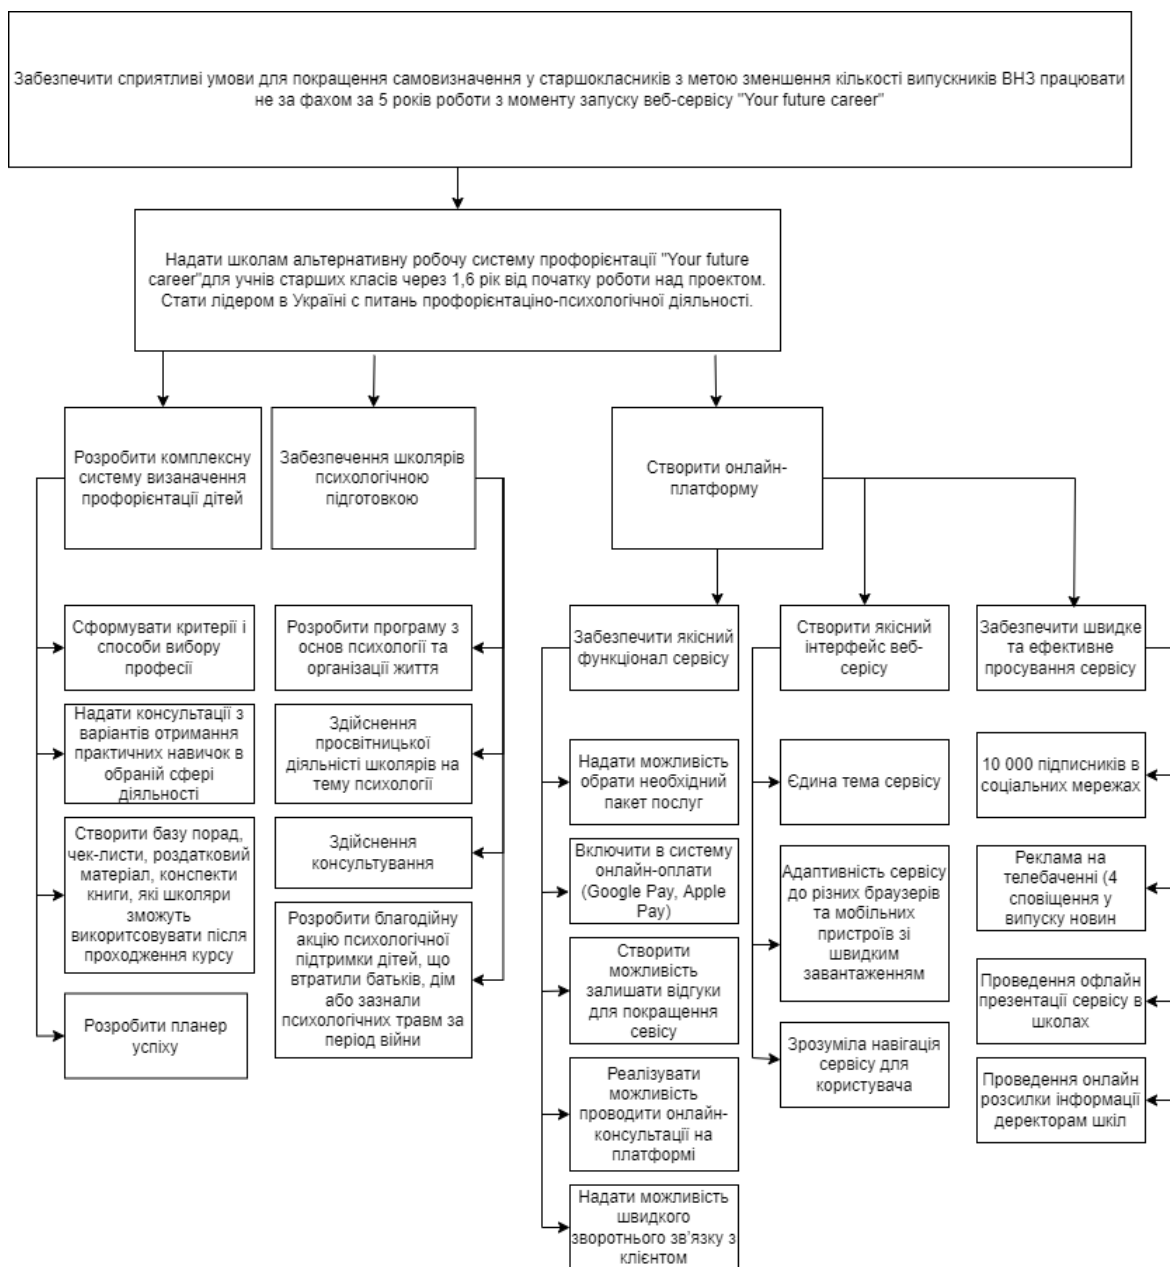 Забезпечити сприятливі умови для покращення самовизначення у старшокласників з метою зменшення кількості випускників ВНЗ працювати
не за фахом за 5 років роботи з моменту запуску веб-сервісу "Your future career"
Надати школам альтернативну робочу систему профорієнтації "Your future
career"для учнів старших класів через 1,6 рік від початку роботи над проектом.
Стати лідером в Україні с питань профорієнтаціно-психологічної діяльності.
Розробити комплексну
систему визаначення
профорієнтації дітей
Забезпечення школярів
психологічною
підготовкою
Створити онлайн-
платформу
Сформувати критерії і
способи вибору
професії
Надати консультації з
варіантів отримання
практичних навичок в
обраній сфері
діяльності
Створити базу порад,
чек-листи, роздатковий
матеріал, конспекти
книги, які школяри
зможуть
викоритсовувати після
проходження курсу
Розробити планер
успіху
Розробити програму з
основ психології та
організації життя
Здійснення
просвітницької
діяльності школярів на
тему психології
Здійснення
консультування
Розробити благодійну
акцію психологічної
підтримки дітей, що
втратили батьків, дім
або зазнали
психологічних травм за
період війни
Забезпечити якісний
функціонал сервісу
Надати можливість
обрати необхідний
пакет послуг
Включити в систему
онлайн-оплати
(Google Pay, Apple
Pay)
Створити
можливість
залишати відгуки
для покращення
севісу
Реалізувати
можливість
проводити онлайн-
консультації на
платформі
Надати можливість
швидкого
зворотнього зв'язку з
клієнтом
Створити якісний
інтерфейс веб-
серісу
Єдина тема сервісу
Адаптивність сервісу
до різних браузерів
та мобільних
пристроїв зі
швидким
завантаженням
Зрозуміла навігація
сервісу для
користувача
Забезпечити швидке
та ефективне
просування сервісу
10 000 підписників в
соціальних мережах
Реклама на
телебаченні (4
сповіщення у
випуску новин
Проведення офлайн
презентації сервісу в
школах
Проведення онлайн
розсилки інформації
деректорам шкіл